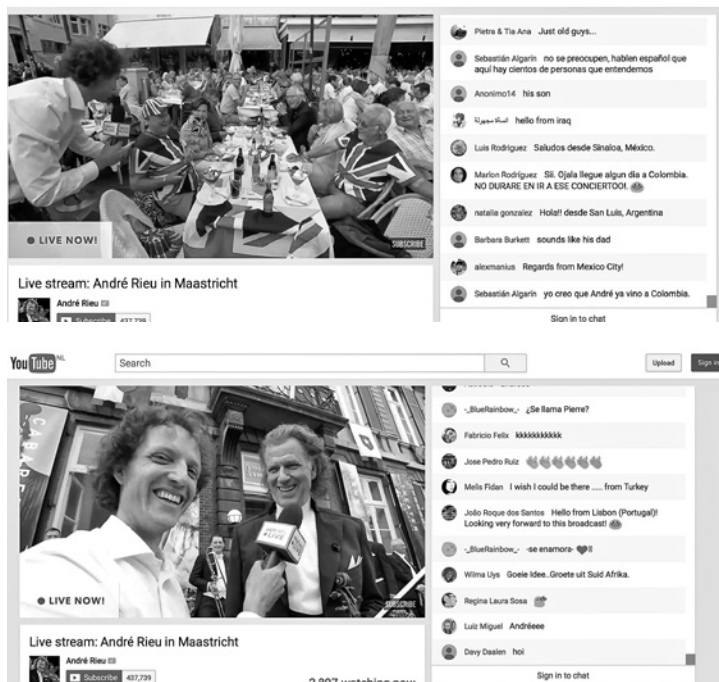 Pietra & Tia Ana Just old guys...
Sebastián Algarín no se preocupen, hablen español que
aquí hay cientos de personas que entendemos
Anonimo14 his son
hello from iraq
Luis Rodriguez Saludos desde Sinaloa, México.
Marlon Rodríguez Sii. Ojala llegue algun dia a Colombia.
NO DURARE EN IR A ESE CONCIERTOO!.
natalia gonzalez Hola!! desde San Luis, Argentina
Barbara Burkett sounds like his dad
alexmanius Regards from Mexico City!
Sebastián Algarín yo creo que André ya vino a Colombia.
Sign in to chat
LIVE NOW!
SUBSCRIBE
Live stream: André Rieu in Maastricht
André Rieu
Subscribe 437,739
YouTube NL
Search
Upload
Sign in
-_BlueRainbow_- ¿Se llama Pierre?
Fabricio Felix kkkkkkkkkkk
Jose Pedro Ruiz
Melis Fidan I wish I could be there ..... from Turkey
João Roque dos Santos Hello from Lisbon (Portugal)!
Looking very forward to this broadcast!
-_BlueRainbow_- -se enamora-
Wilma Uys Goeie Idee..Groete uit Suid Afrika.
Regina Laura Sosa
Luiz Miguel Andréeee
Davy Daalen hoi
Sign in to chat
CABARE
LIVE
LIVE NOW!
SUBSCRIBE
Live stream: André Rieu in Maastricht
André Rieu
Subscribe 437,739
2,897 watching now